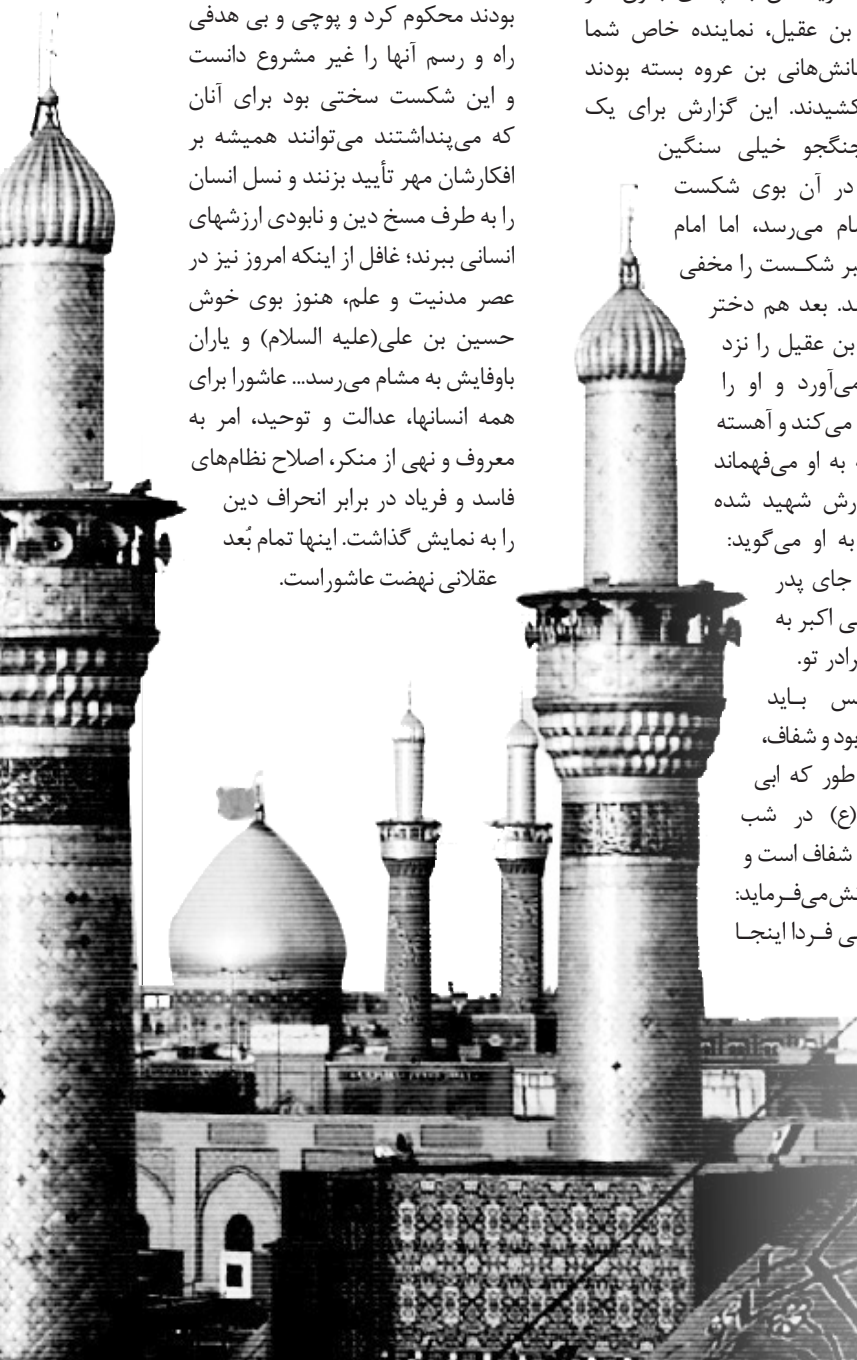 بن عقیل، نماینده خاص شما
انش‌هانی بن عروه بسته بودند
کشیدند. این گزارش برای یک
جنگجو خیلی سنگین
در آن بوی شکست
ام می‌رسد، اما امام
بر شکست را مخفی
د. بعد هم دختر
بن عقیل را نزد
می‌آورد و او را
می‌کند و آهسته
به او می‌فهماند
رش شهید شده
به او می‌گوید:
جای پدر
ی اکبر به
رادر تو.
س باید
بود و شفاف،
طور که ابی
(ع) در شب
شفاف است و
نش می‌فرماید:
ی فردا اینجا
بودند محکوم کرد و پوچی و بی هدفی
راه و رسم آنها را غیر مشروع دانست
و این شکست سختی بود برای آنان
که می‌پنداشتند می‌توانند همیشه بر
افکارشان مهر تأیید بزنند و نسل انسان
را به طرف مسخ دین و نابودی ارزشهای
انسانی ببرند؛ غافل از اینکه امروز نیز در
عصر مدنیت و علم، هنوز بوی خوش
حسین بن علی(علیه السلام) و یاران
باوفایش به مشام می‌رسد... عاشورا برای
همه انسانها، عدالت و توحید، امر به
معروف و نهی از منکر، اصلاح نظام‌های
فاسد و فریاد در برابر انحراف دین
را به نمایش گذاشت. اینها تمام بُعد
عقلانی نهضت عاشوراست.